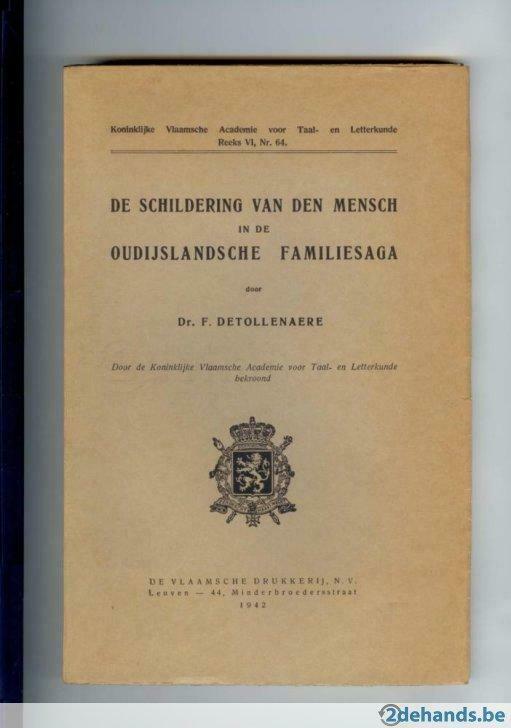 Koninklijke Vlaamsche Academie voor Taal- en Letterkunde
Reeks VI, Nr. 64.
DE SCHILDERING VAN DEN MENSCH
IN DE
OUDIJSLANDSCHE FAMILIESAGA
door
Dr. F. DETOLLENAERE
Door de Koninklijke Vlaamsche Academie voor Taal- en Letterkunde
bekroond
DE VLAAMSCHE DRUKKERIJ, N. V.
Leuven — 44, Minderbroedersstraat
1942
2dehands.be